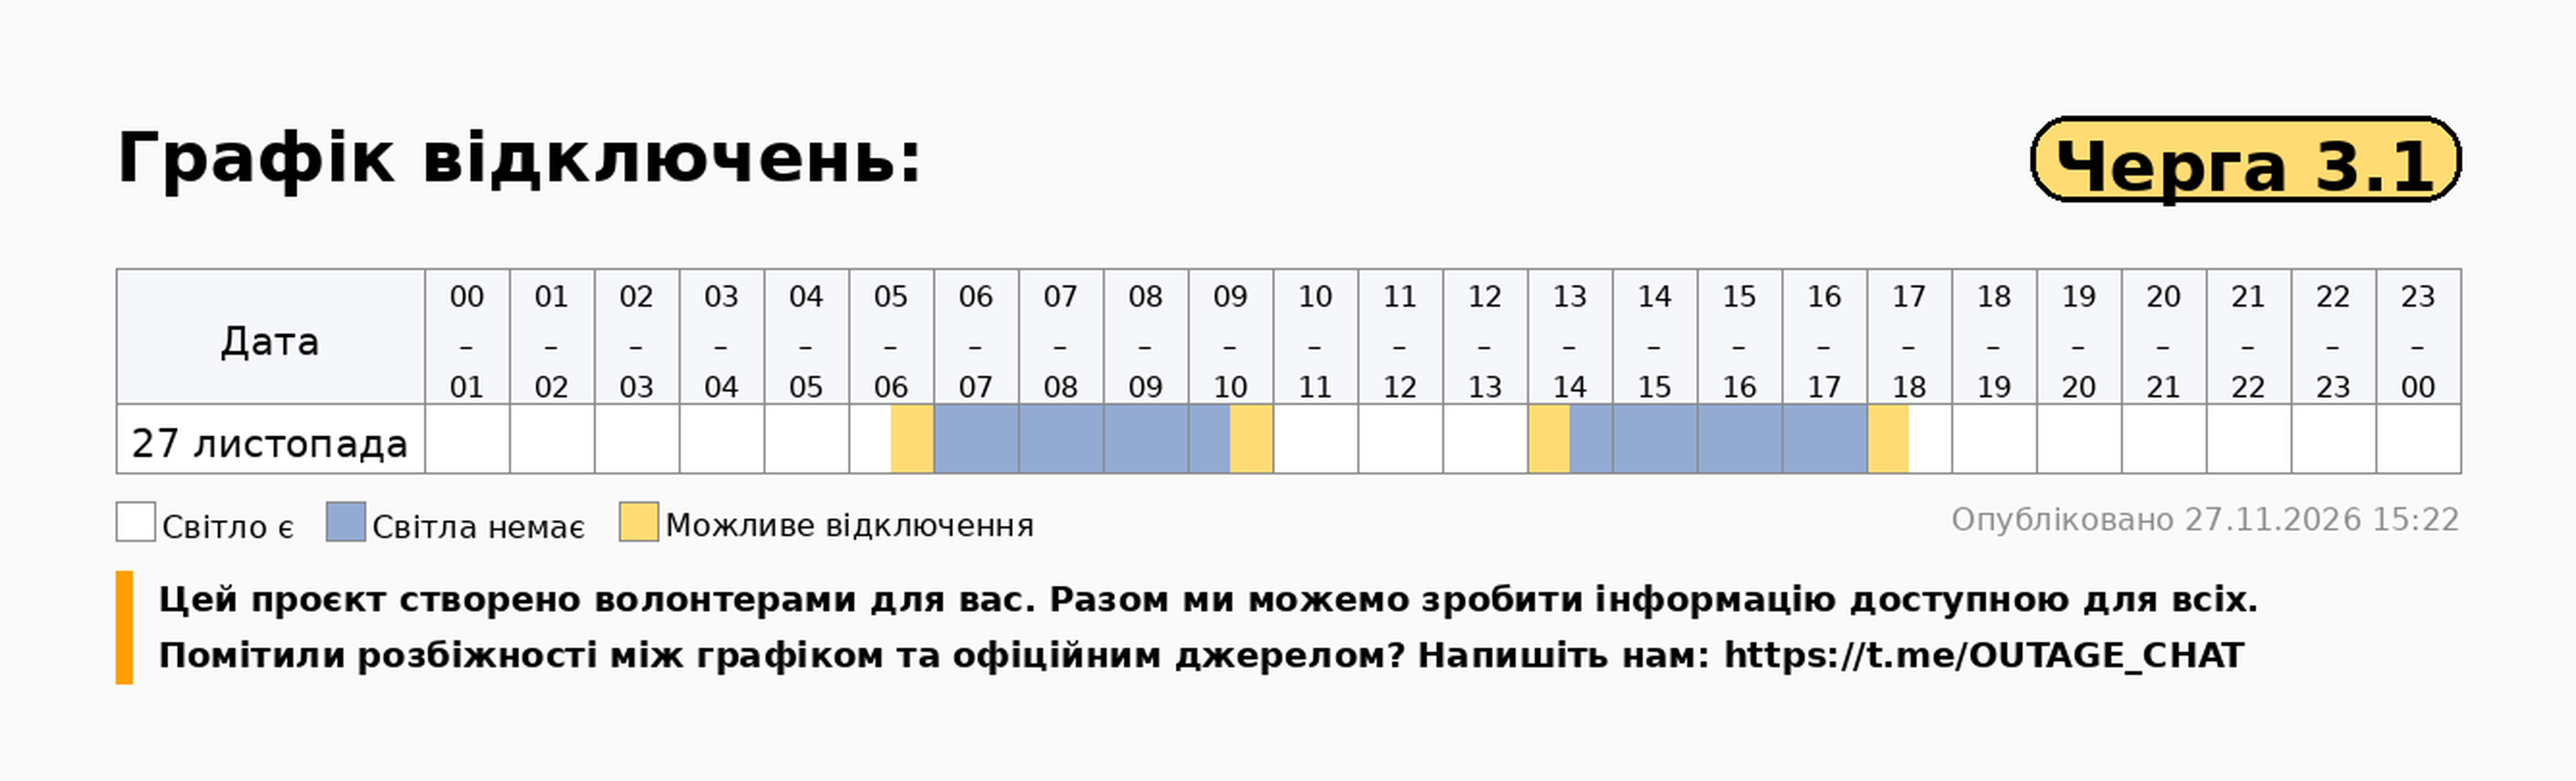 Графік відключень:
Черга 3.1
Дата
00 – 01
01 – 02
02 – 03
03 – 04
04 – 05
05 – 06
06 – 07
07 – 08
08 – 09
09 – 10
10 – 11
11 – 12
12 – 13
13 – 14
14 – 15
15 – 16
16 – 17
17 – 18
18 – 19
19 – 20
20 – 21
21 – 22
22 – 23
23 – 00
27 листопада
Світло є
Світла немає
Можливе відключення
Опубліковано 27.11.2026 15:22
Цей проєкт створено волонтерами для вас. Разом ми можемо зробити інформацію доступною для всіх.
Помітили розбіжності між графіком та офіційним джерелом? Напишіть нам: https://t.me/OUTAGE_CHAT